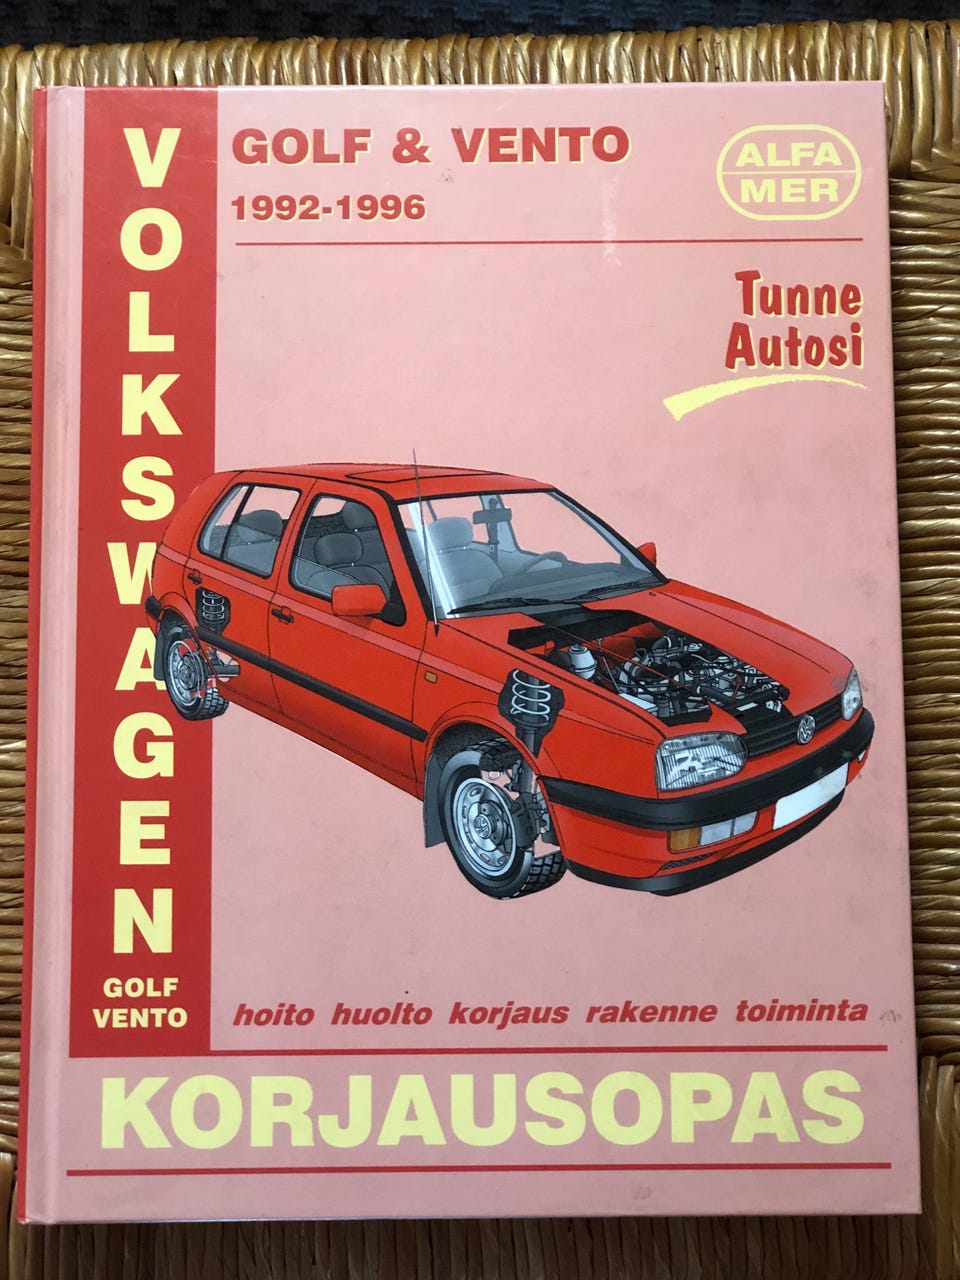 VOLKSWAGEN
GOLF
VENTO
GOLF & VENTO
1992-1996
ALFA
MER
Tunne
Autosi
hoito huolto korjaus rakenne toiminta
KORJAUSOPAS